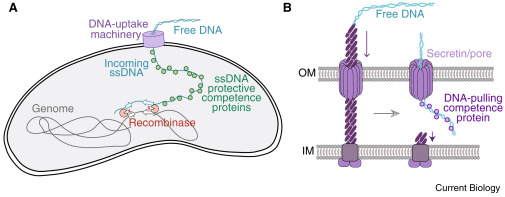 A
DNA-uptake
machinery
Free DNA
Incoming
ssDNA
ssDNA
protective
competence
proteins
Genome
Recombinase
B
Free DNA
Secretin/pore
OM
DNA-pulling
competence
protein
IM
Current Biology